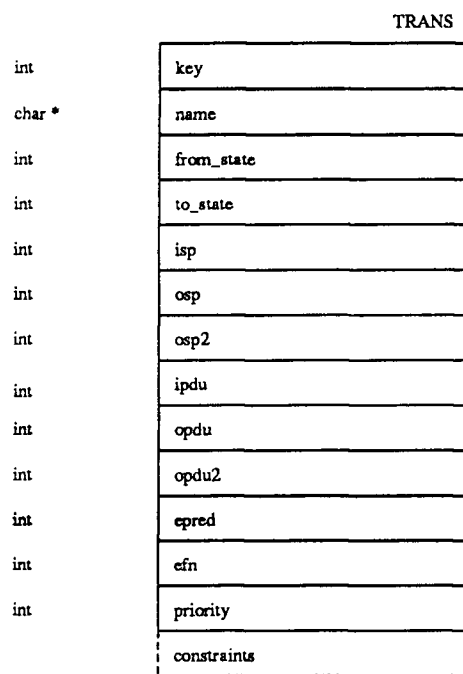 TRANS
int key
char * name
int from_state
int to_state
int isp
int osp
int osp2
int ipdu
int opdu
int opdu2
int epred
int efn
int priority
constraints